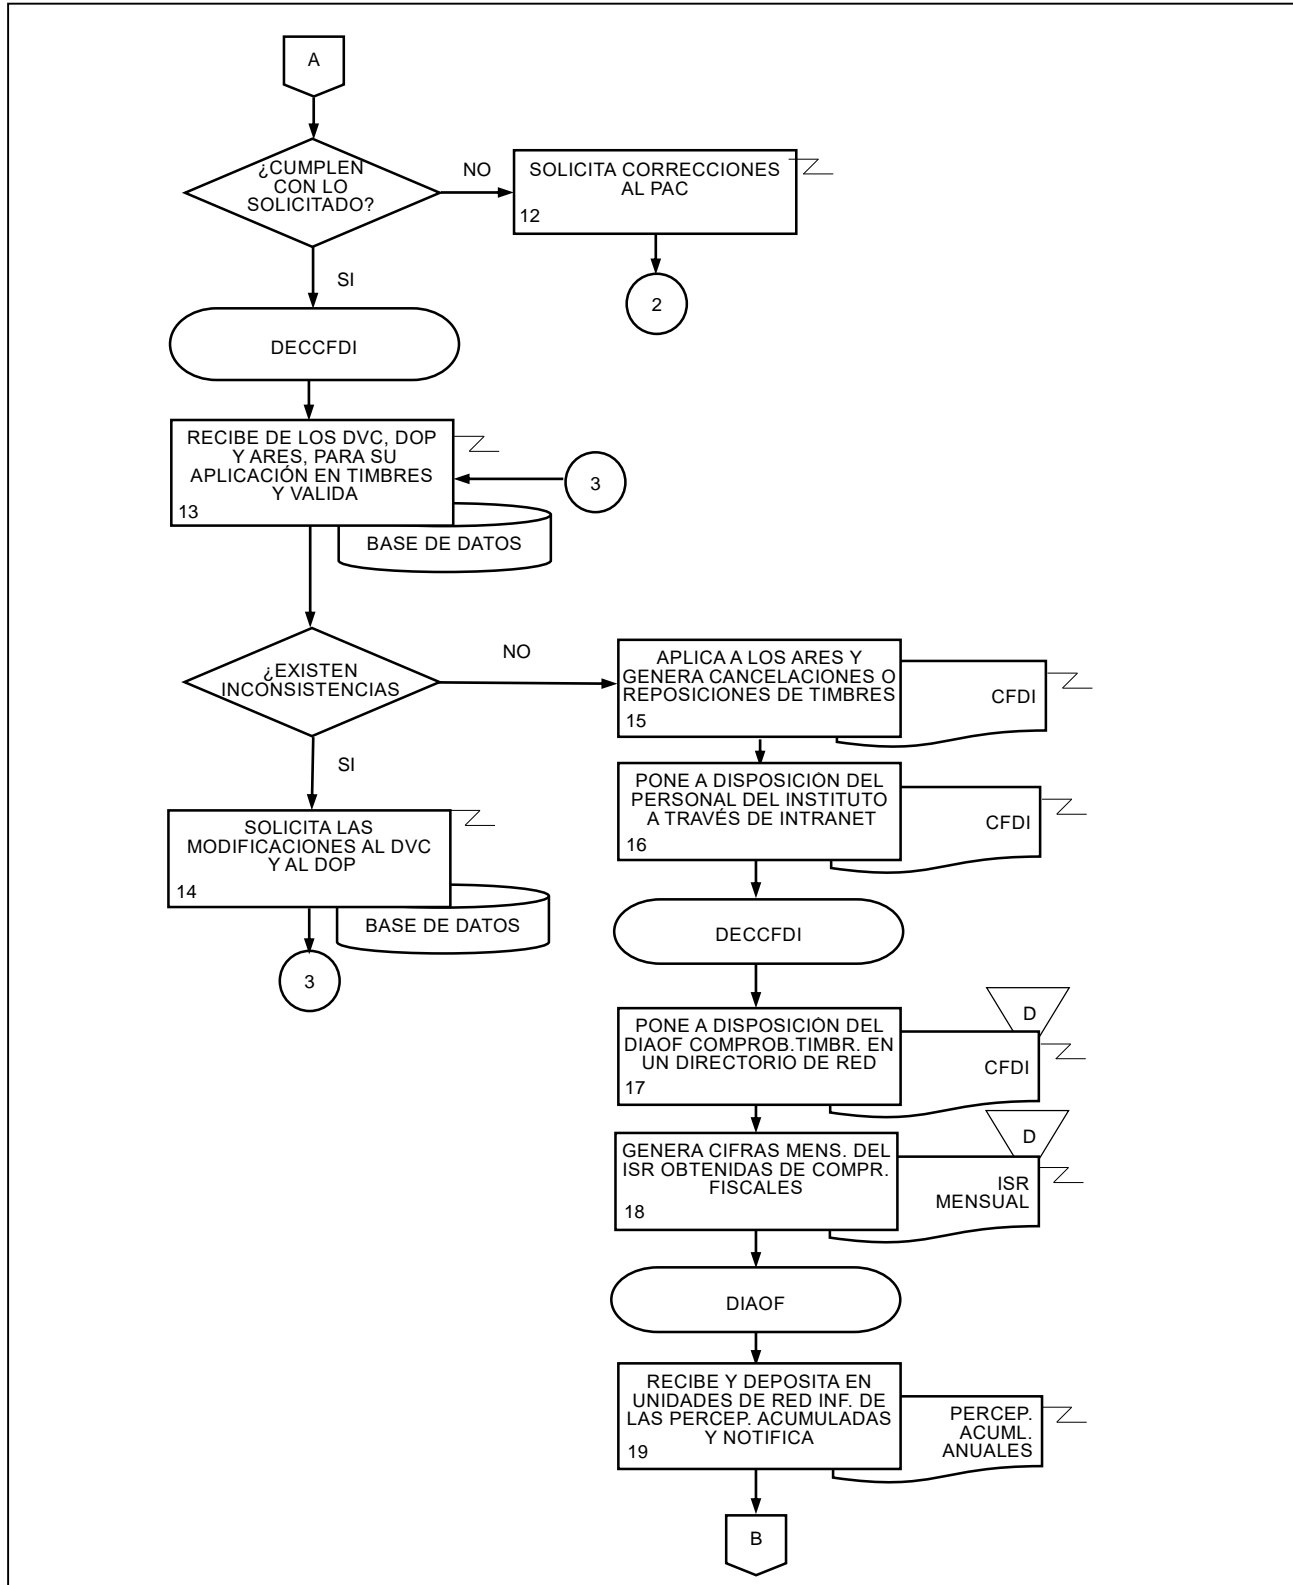 A
¿CUMPLEN
CON LO
SOLICITADO?
NO
SOLICITA CORRECCIONES
AL PAC
12
2
SI
DECCFDI
RECIBE DE LOS DVC, DOP
Y ARES, PARA SU
APLICACIÓN EN TIMBRES
Y VALIDA
13
3
BASE DE DATOS
¿EXISTEN
INCONSISTENCIAS
NO
SI
SOLICITA LAS
MODIFICACIONES AL DVC
Y AL DOP
14
BASE DE DATOS
3
APLICA A LOS ARES Y
GENERA CANCELACIONES O
REPOSICIONES DE TIMBRES
15
CFDI
PONE A DISPOSICIÓN DEL
PERSONAL DEL INSTITUTO
A TRAVÉS DE INTRANET
16
CFDI
DECCFDI
PONE A DISPOSICIÓN DEL
DIAOF COMPROB.TIMBR. EN
UN DIRECTORIO DE RED
17
D
CFDI
GENERA CIFRAS MENS. DEL
ISR OBTENIDAS DE COMPR.
FISCALES
18
D
ISR
MENSUAL
DIAOF
RECIBE Y DEPOSITA EN
UNIDADES DE RED INF. DE
LAS PERCEP. ACUMULADAS
Y NOTIFICA
19
PERCEP.
ACUML.
ANUALES
B